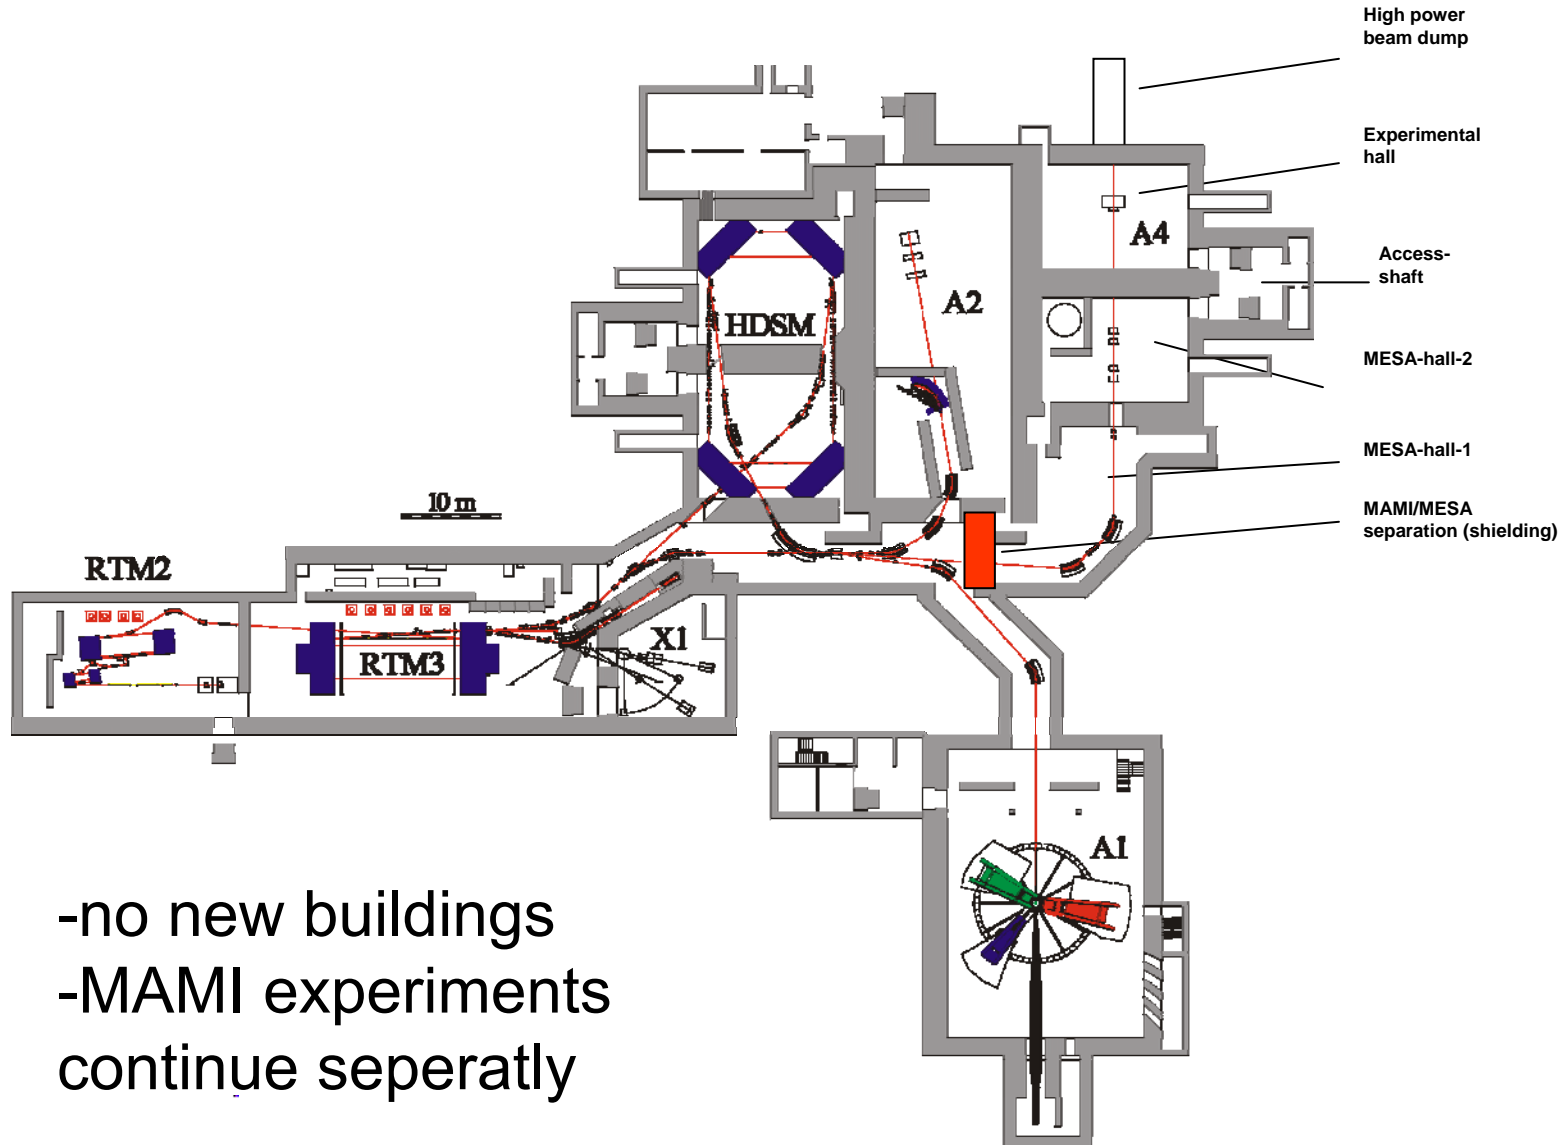 High power
beam dump
Experimental
hall
A4
Access-
shaft
A2
HDSM
MESA-hall-2
MESA-hall-1
10 m
MAMI/MESA
separation (shielding)
RTM2
X1
RTM3
A1
-no new buildings
-MAMI experiments
continue seperatly